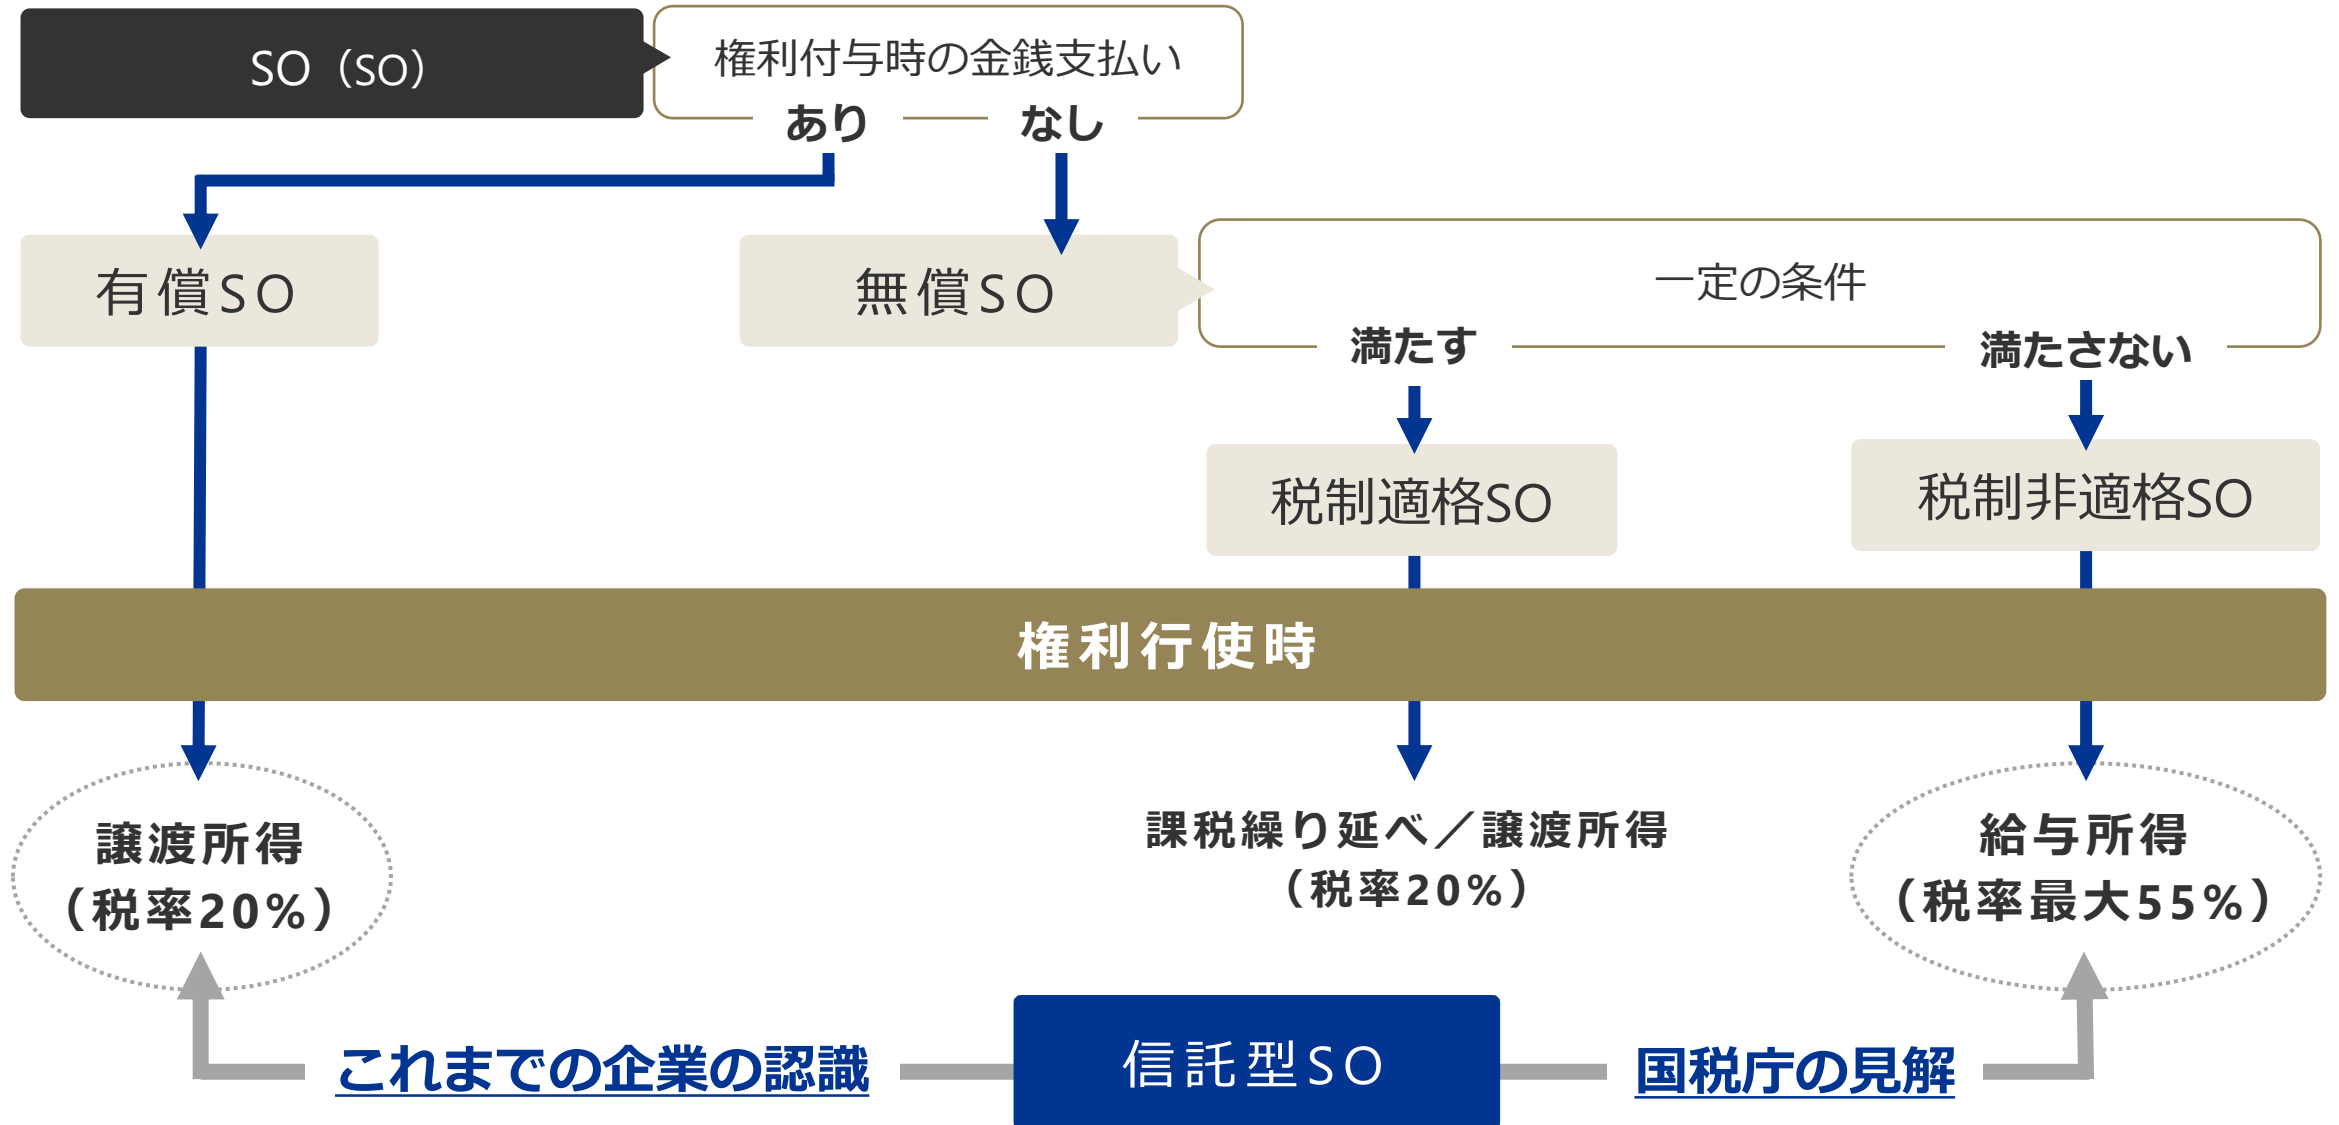 SO（SO）
権利付与時の金銭支払い
あり
なし
有償SO
無償SO
一定の条件
満たす
満たさない
税制適格SO
税制非適格SO
権利行使時
譲渡所得
（税率20%）
課税繰り延べ／譲渡所得
（税率20%）
給与所得
（税率最大55%）
これまでの企業の認識
信託型SO
国税庁の見解